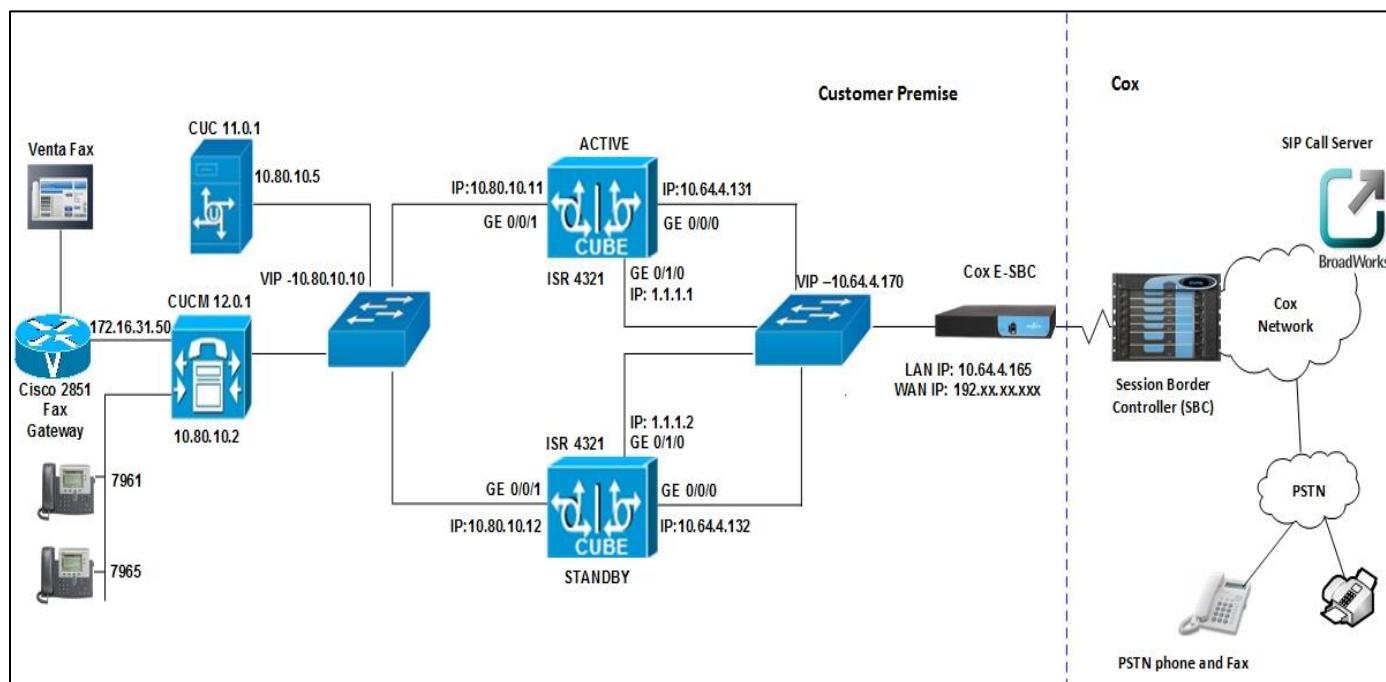 Customer Premise
Cox
CUC 11.0.1
Venta Fax
10.80.10.5
ACTIVE
SIP Call Server
IP:10.80.10.11
IP:10.64.4.131
GE 0/0/1
GE 0/0/0
CUBE
BroadWorks
VIP -10.80.10.10
ISR 4321
GE 0/1/0
IP: 1.1.1.1
VIP –10.64.4.170
Cox E-SBC
CUCM 12.0.1
172.16.31.50
Cox
Network
Cisco 2851
Fax
Gateway
10.80.10.2
LAN IP: 10.64.4.165
WAN IP: 192.xx.xx.xxx
Session Border
Controller (SBC)
ISR 4321
IP: 1.1.1.2
GE 0/1/0
7961
GE 0/0/1
GE 0/0/0
IP:10.80.10.12
IP:10.64.4.132
CUBE
STANDBY
7965
PSTN
PSTN phone and Fax